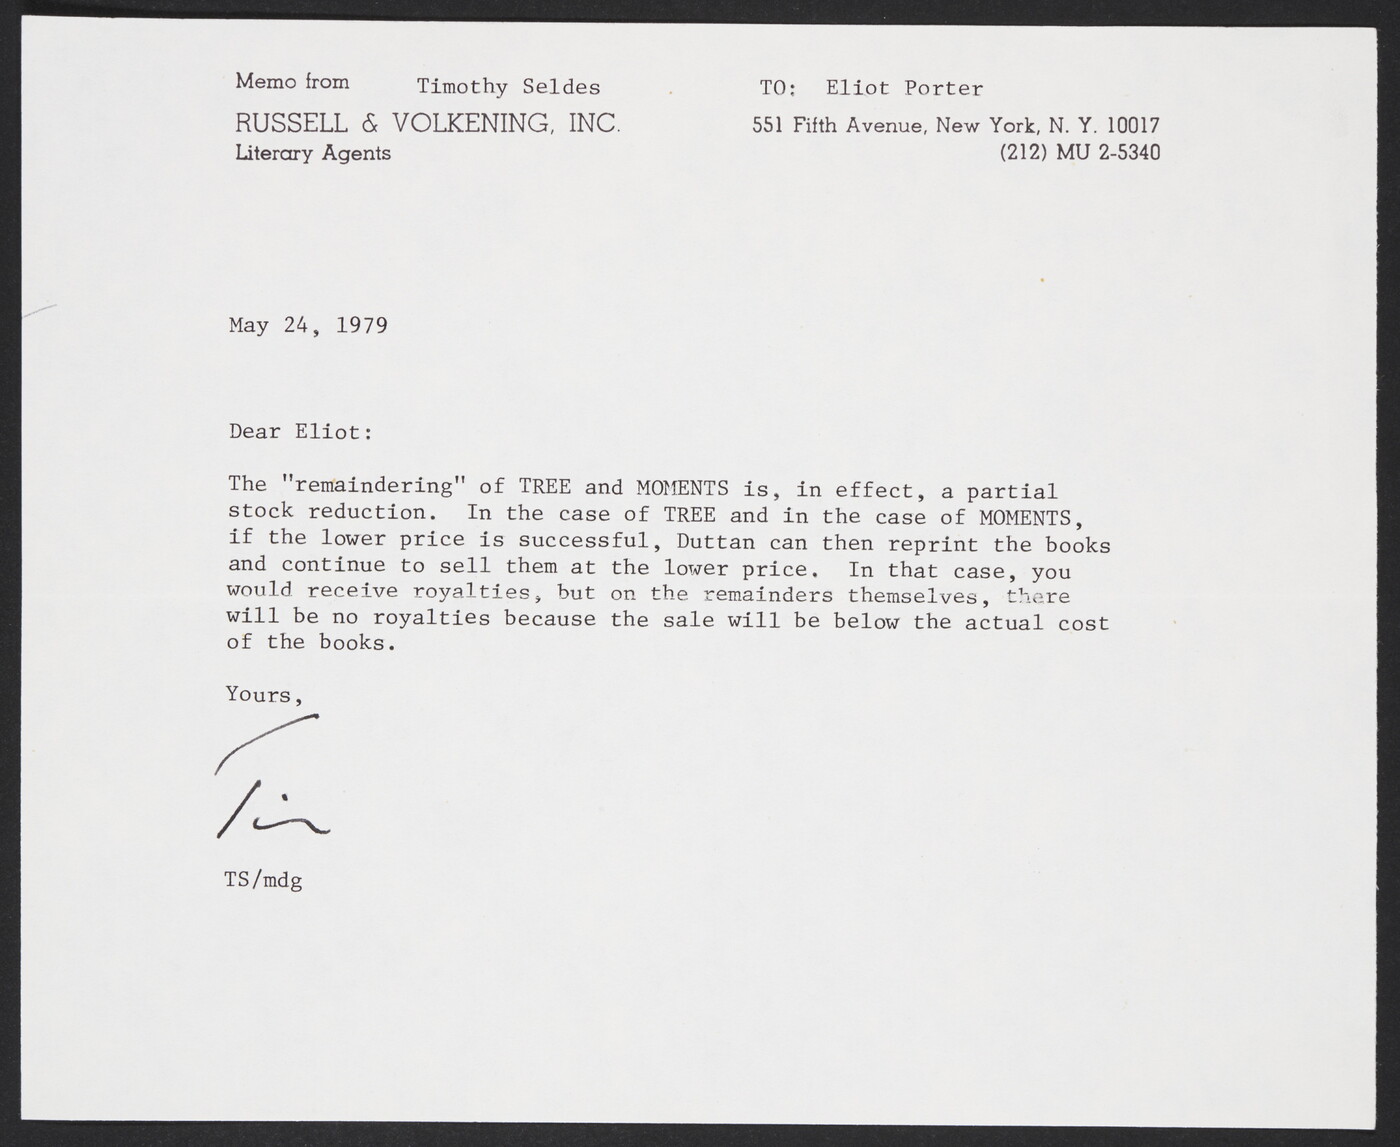 Memo from Timothy Seldes TO: Eliot Porter
RUSSELL & VOLKENING, INC. 551 Fifth Avenue, New York, N. Y. 10017
Literary Agents (212) MU 2-5340
May 24, 1979
Dear Eliot:
The "remaindering" of TREE and MOMENTS is, in effect, a partial
stock reduction. In the case of TREE and in the case of MOMENTS,
if the lower price is successful, Duttan can then reprint the books
and continue to sell them at the lower price. In that case, you
would receive royalties, but on the remainders themselves, there
will be no royalties because the sale will be below the actual cost
of the books.
Yours,
Tim
TS/mdg